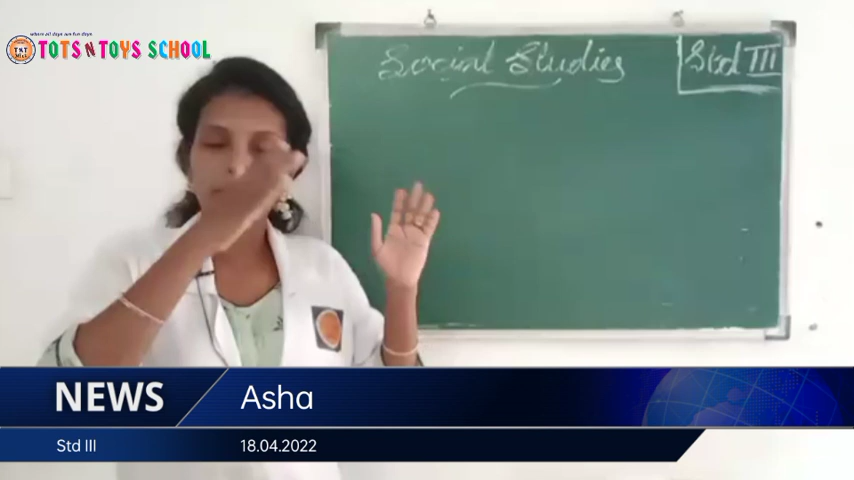 where all days are fun days
TOTS N TOYS SCHOOL
TNT
Social Studies
Std III
NEWS
Asha
Std III
18.04.2022